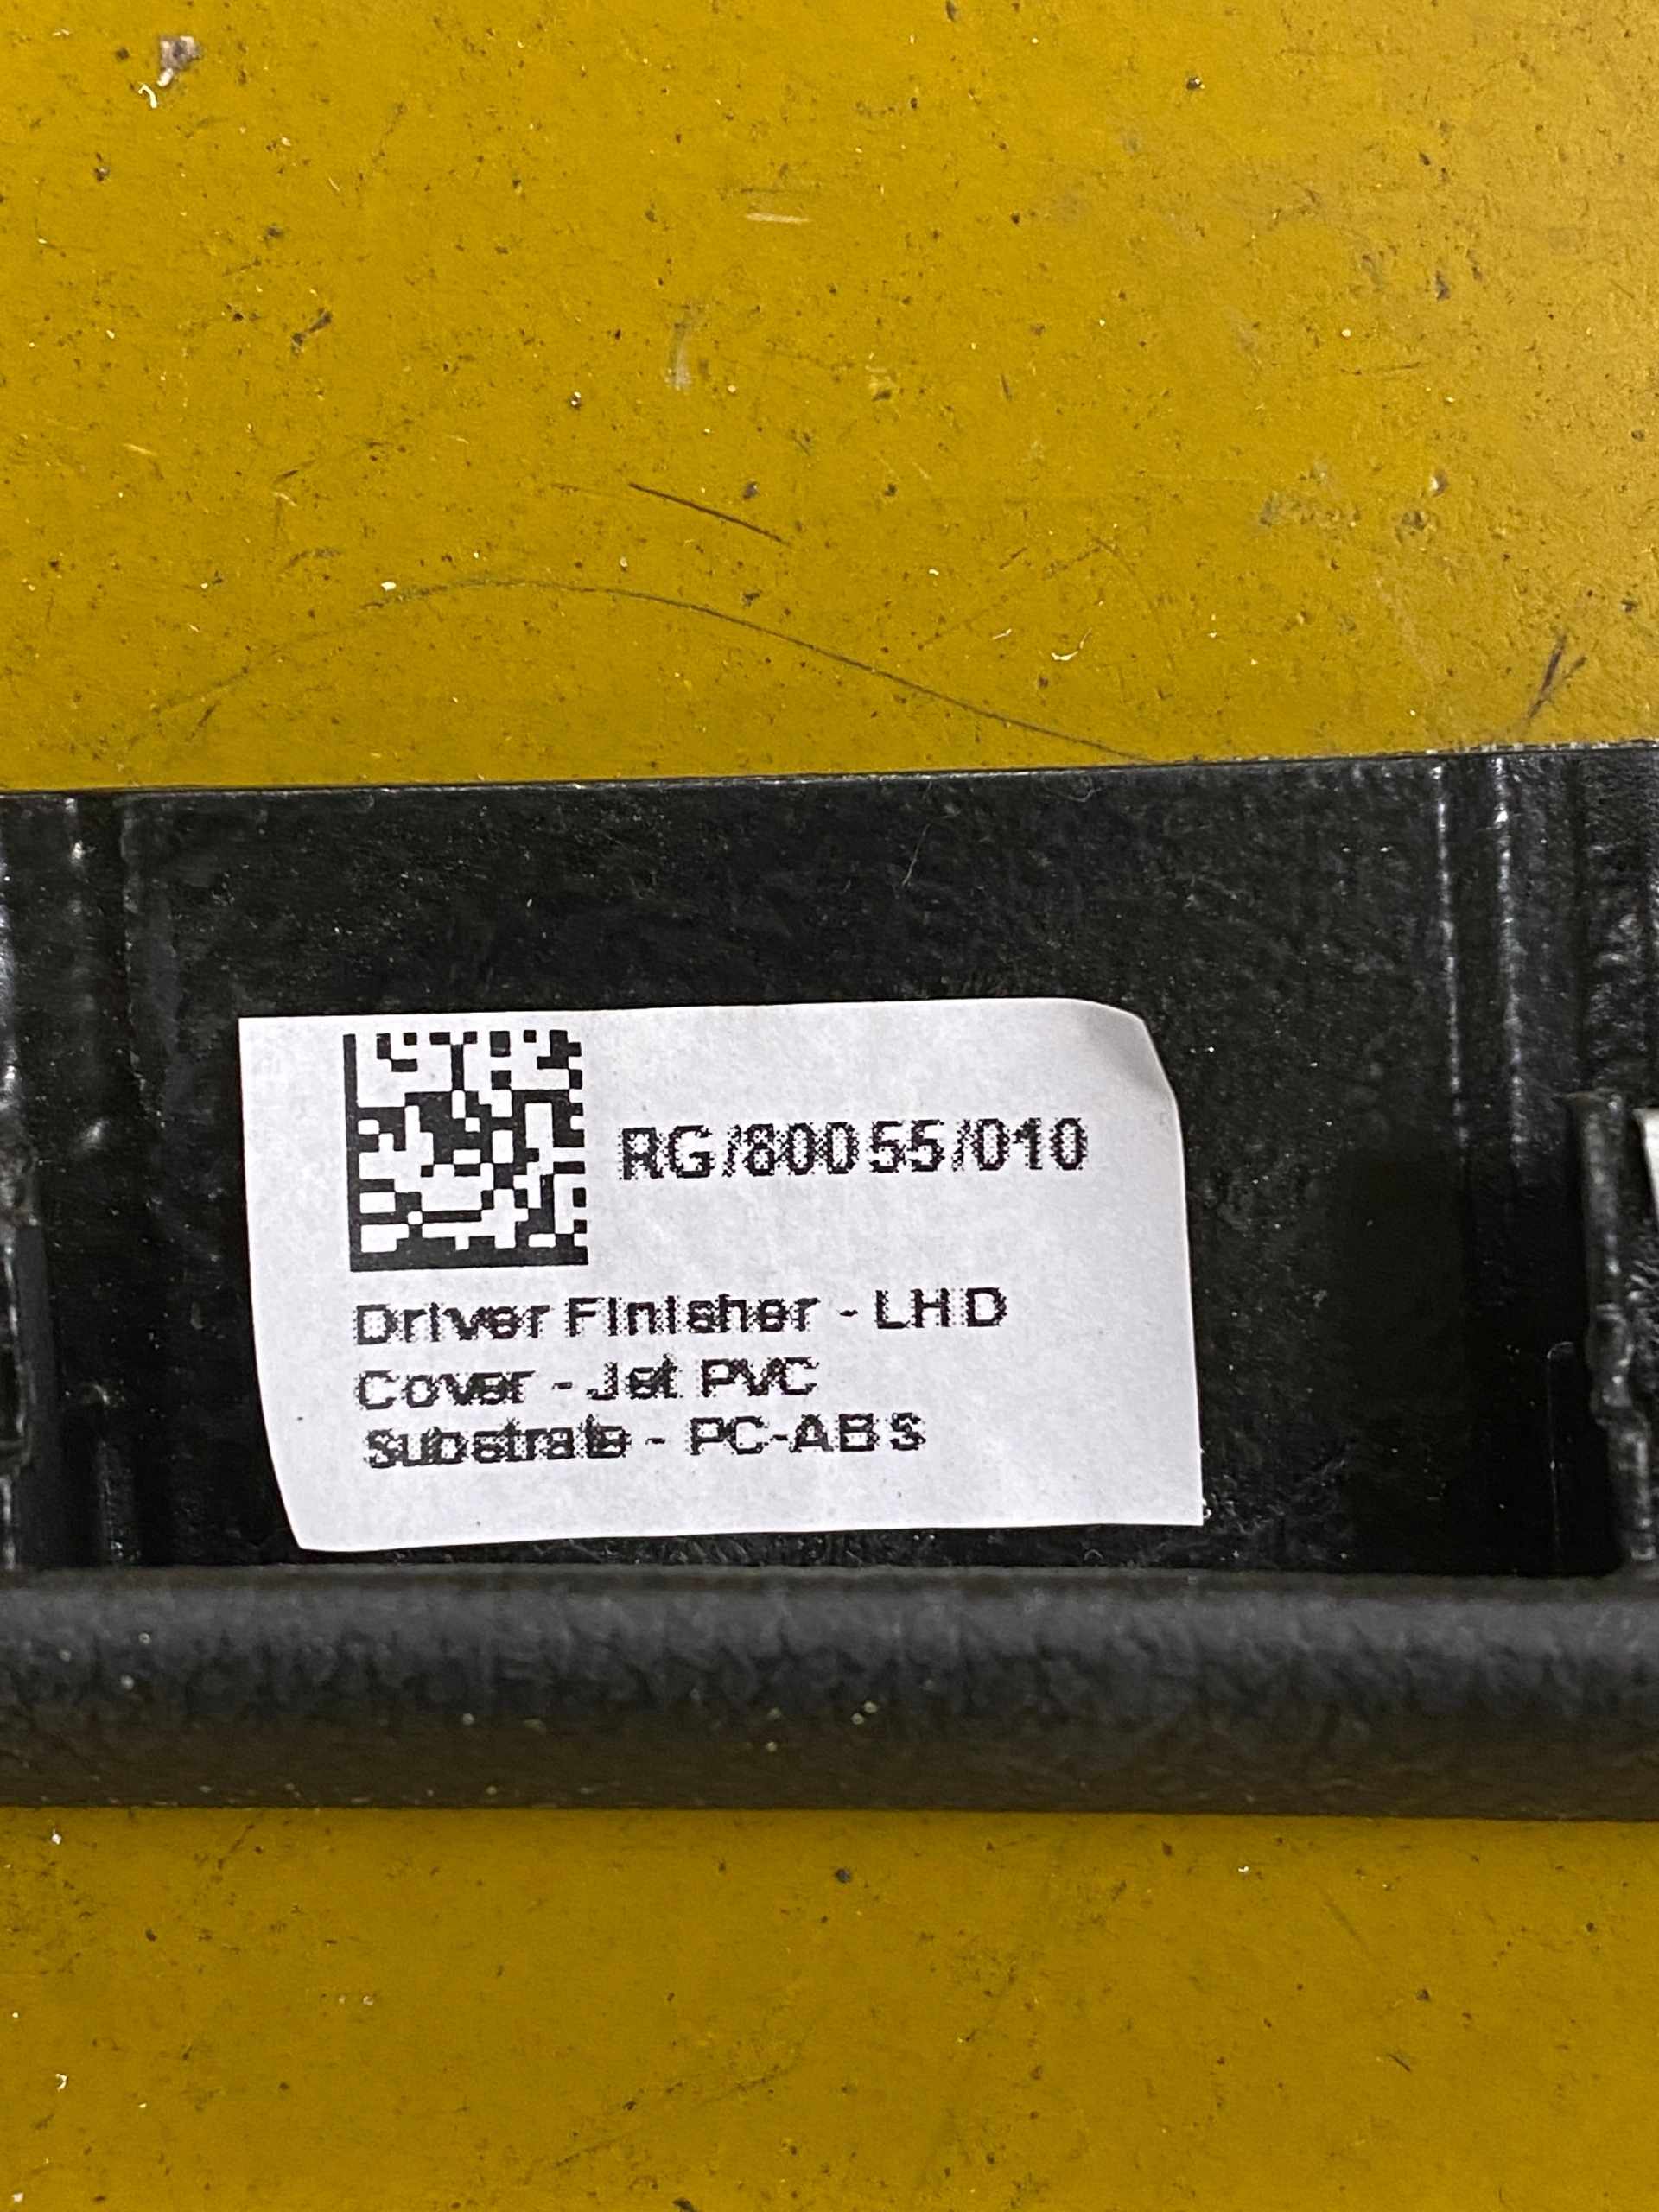 RG/80055/010
Driver Finisher - LHD
Cover - Jet PVC
Substrate - PC-ABS